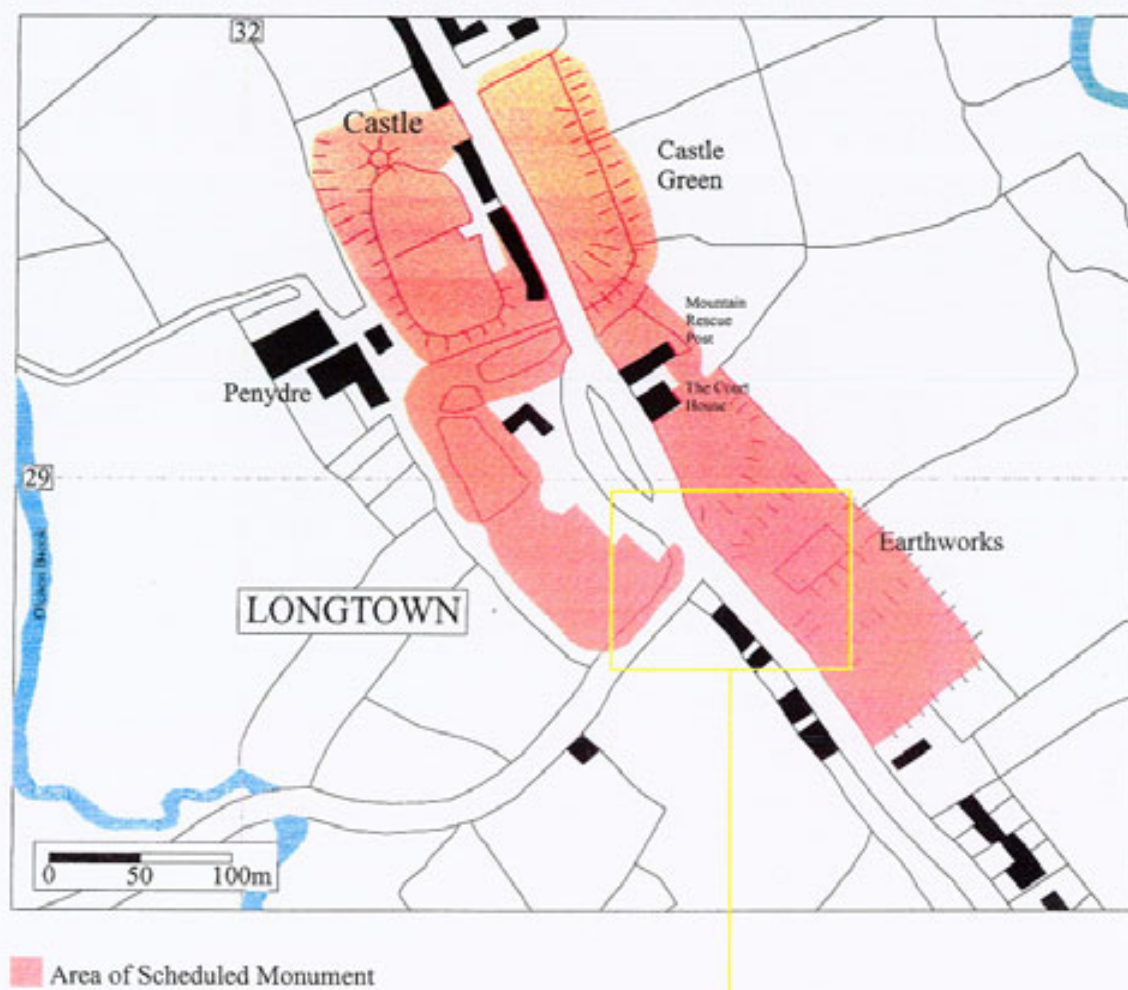 32
Castle
Castle
Green
Mountain
Rescue
Post
The Court
House
Penydre
29
Earthworks
LONGTOWN
Brook
0 50 100m
Area of Scheduled Monument